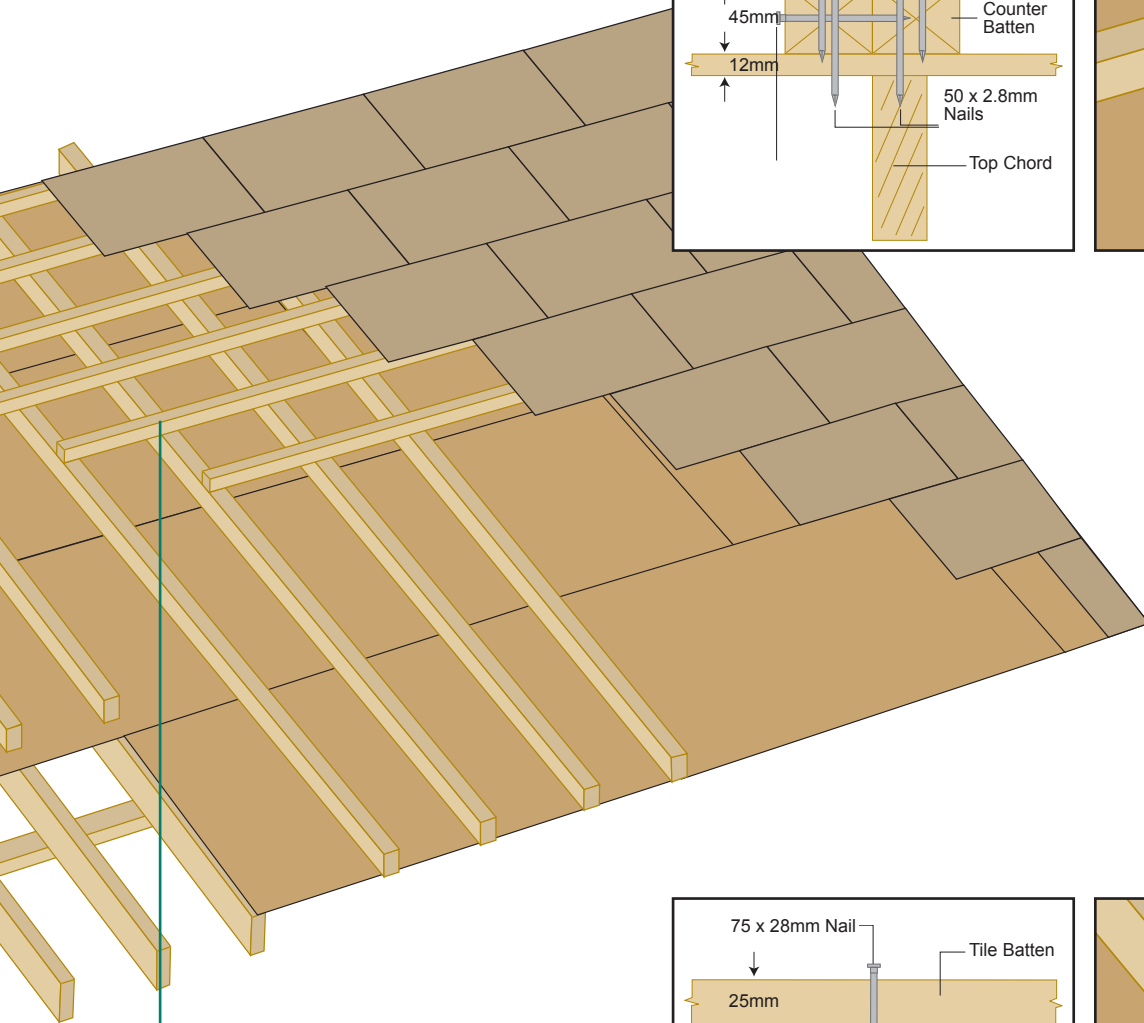 45mm
Counter
Batten
12mm
50 x 2.8mm
Nails
Top Chord
75 x 28mm Nail
Tile Batten
25mm